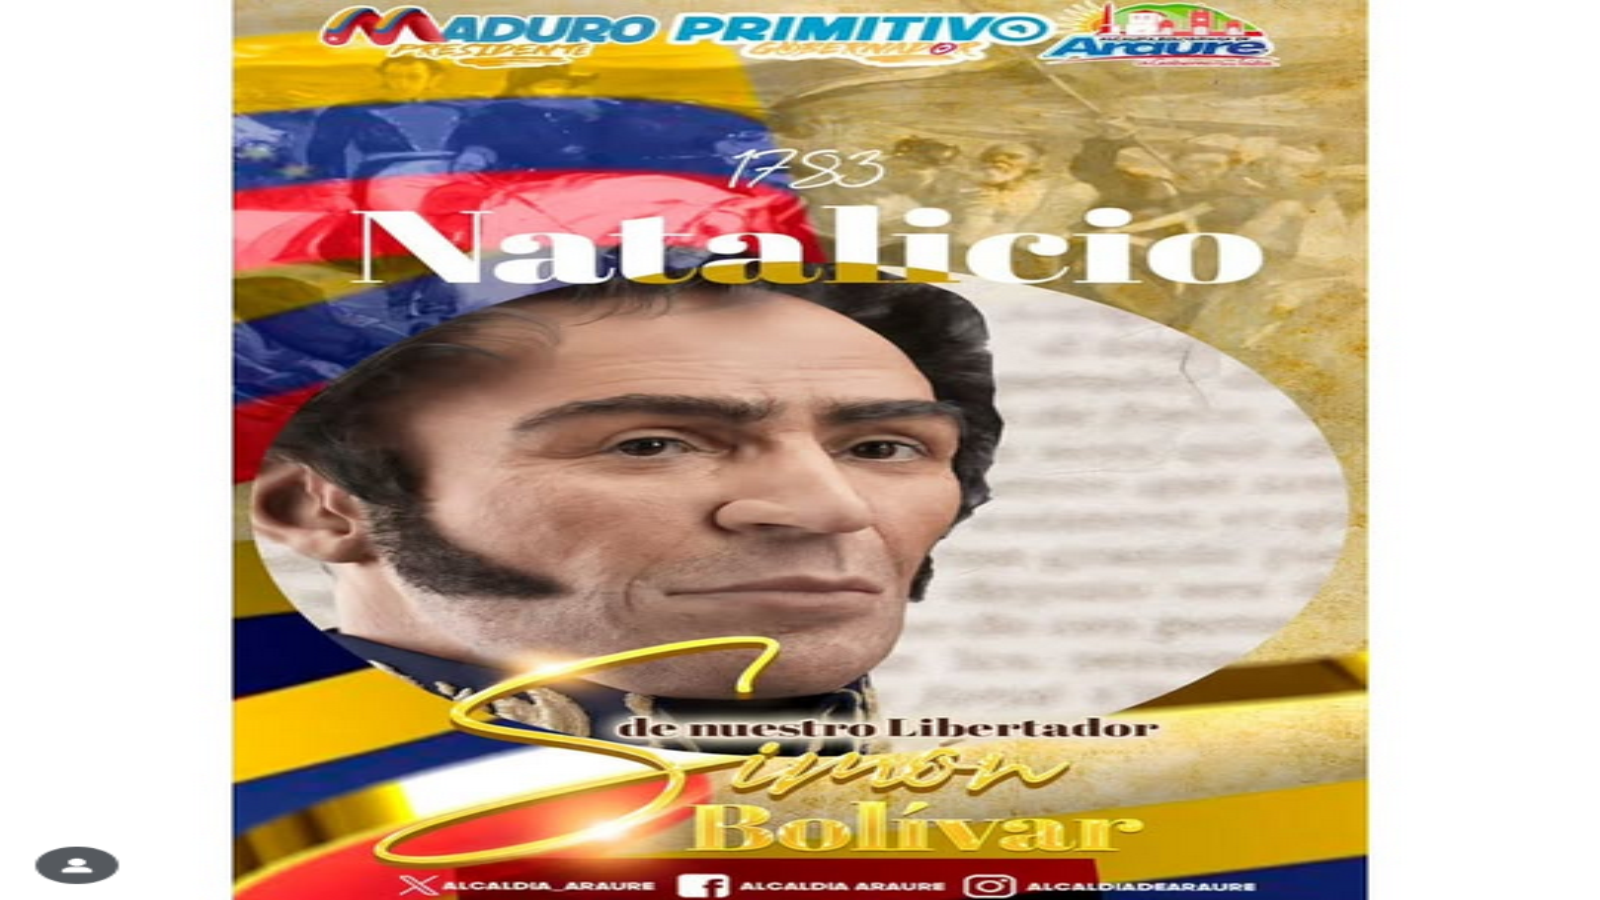 MADURO PRIMITIVO
PRESIDENTE GOBERNADOR
Araure
1783
Natalicio
de nuestro Libertador
Simón
Bolívar
ALCALDIA_ARAURE ALCALDIA ARAURE ALCALDIADEARAURE